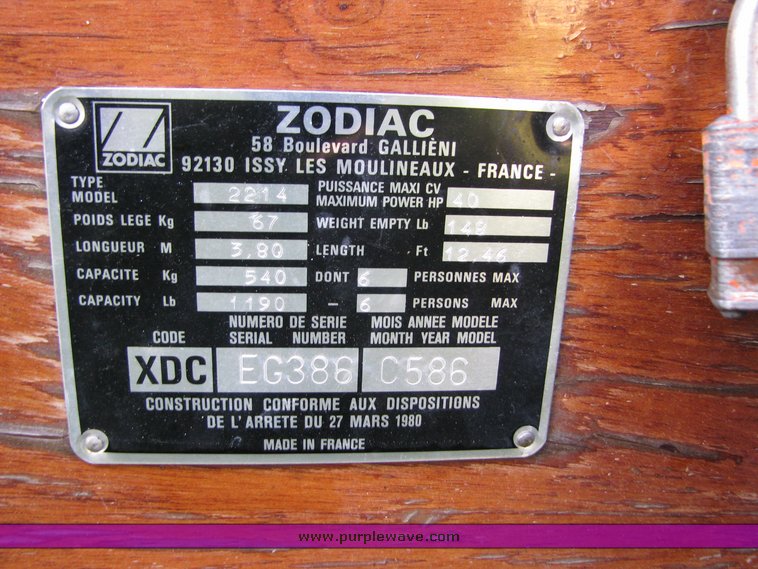 ZODIAC
ZODIAC
58 Boulevard GALLIÈNI
92130 ISSY LES MOULINEAUX - FRANCE -
TYPE MODEL 2214 PUISSANCE MAXI CV MAXIMUM POWER HP 40
POIDS LEGE Kg 67 WEIGHT EMPTY Lb 148
LONGUEUR M 3,80 LENGTH Ft 12,46
CAPACITE Kg 540 DONT 6 PERSONNES MAX
CAPACITY Lb 1190 - 6 PERSONS MAX
NUMERO DE SERIE MOIS ANNEE MODELE
CODE SERIAL NUMBER MONTH YEAR MODEL
XDC EG386 C586
CONSTRUCTION CONFORME AUX DISPOSITIONS
DE L'ARRETE DU 27 MARS 1980
MADE IN FRANCE
www.purplewave.com